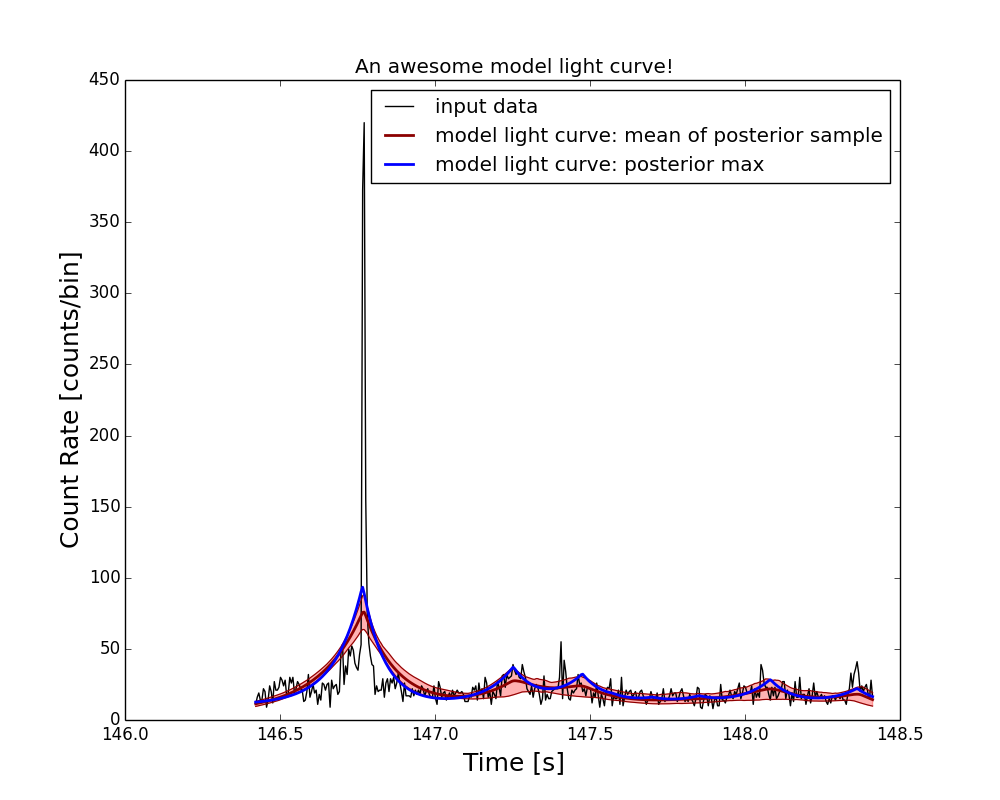 An awesome model light curve!
450
400
350
300
250
200
150
100
50
0
Count Rate [counts/bin]
input data
model light curve: mean of posterior sample
model light curve: posterior max
146.0 146.5 147.0 147.5 148.0 148.5
Time [s]